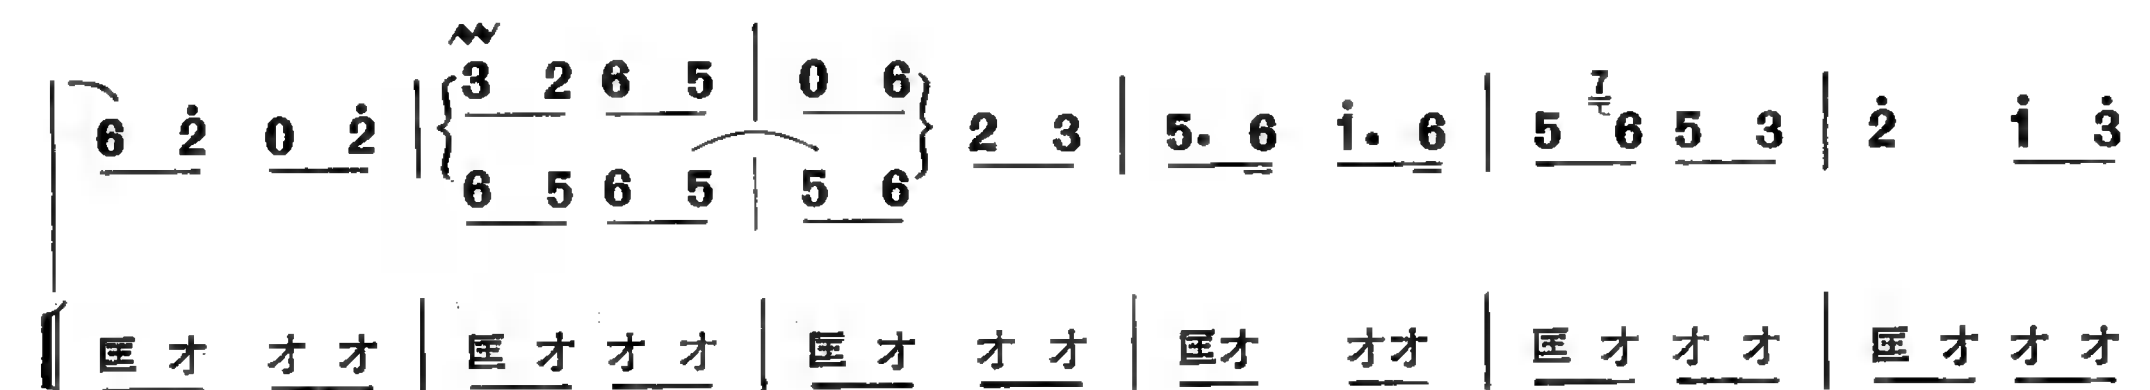 3 2 6 5 | 0 6
6 2̇ 0 2̇ | { } 2 3 | 5. 6 1̇. 6 | 5 7 6 5 3 | 2̇ 1̇ 3̇
6 5 6 5 | 5 6
匡 才 才 才 | 匡 才 才 才 | 匡 才 才 才 | 匡才 才才 | 匡 才 才 才 | 匡 才 才 才